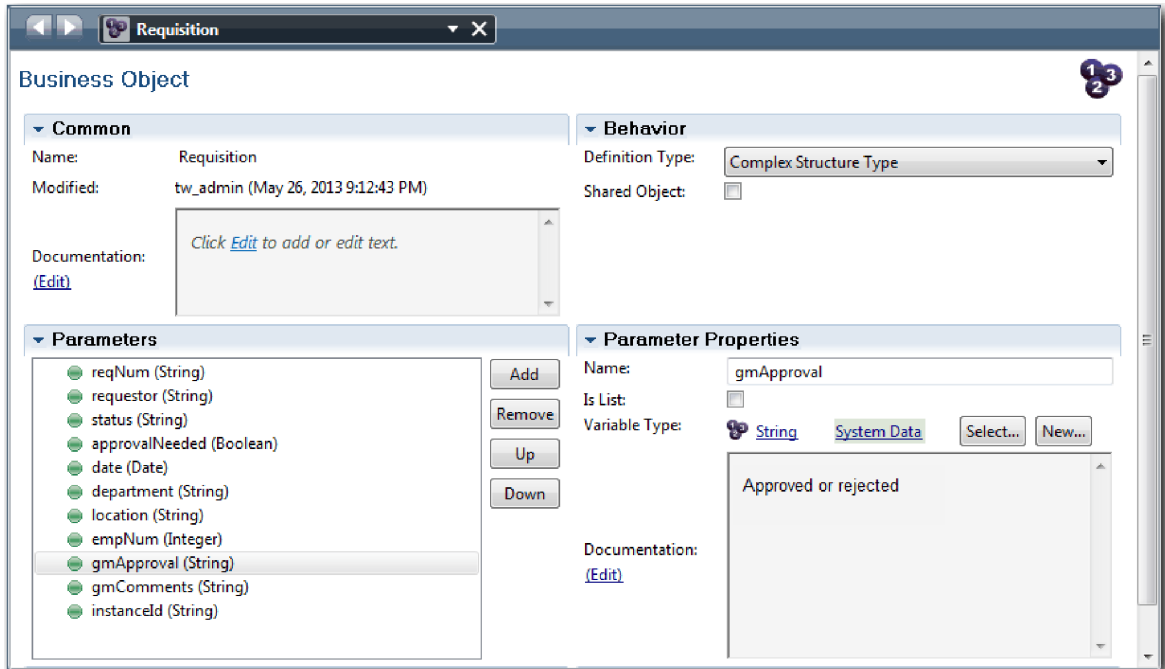 Requisition
Business Object
1 3
2
Common
Name: Requisition
Modified: tw_admin (May 26, 2013 9:12:43 PM)
Click Edit to add or edit text.
Documentation:
(Edit)
Behavior
Definition Type: Complex Structure Type
Shared Object:
Parameters
reqNum (String)
requestor (String)
status (String)
approvalNeeded (Boolean)
date (Date)
department (String)
location (String)
empNum (Integer)
gmApproval (String)
gmComments (String)
instanceId (String)
Add
Remove
Up
Down
Parameter Properties
Name: gmApproval
Is List:
Variable Type: String System Data Select... New...
Approved or rejected
Documentation:
(Edit)